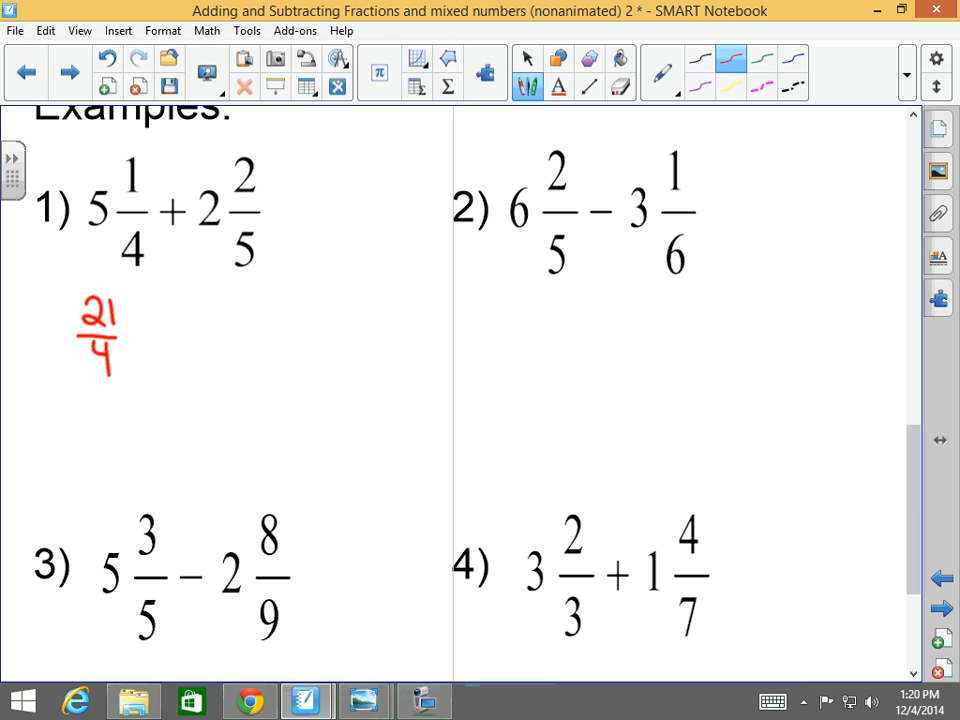 Adding and Subtracting Fractions and mixed numbers (nonanimated) 2 * - SMART Notebook
File Edit View Insert Format Math Tools Add-ons Help
Examples:
1) 5 1/4 + 2 2/5
21/4
2) 6 2/5 − 3 1/6
3) 5 3/5 − 2 8/9
4) 3 2/3 + 1 4/7
1:20 PM
12/4/2014